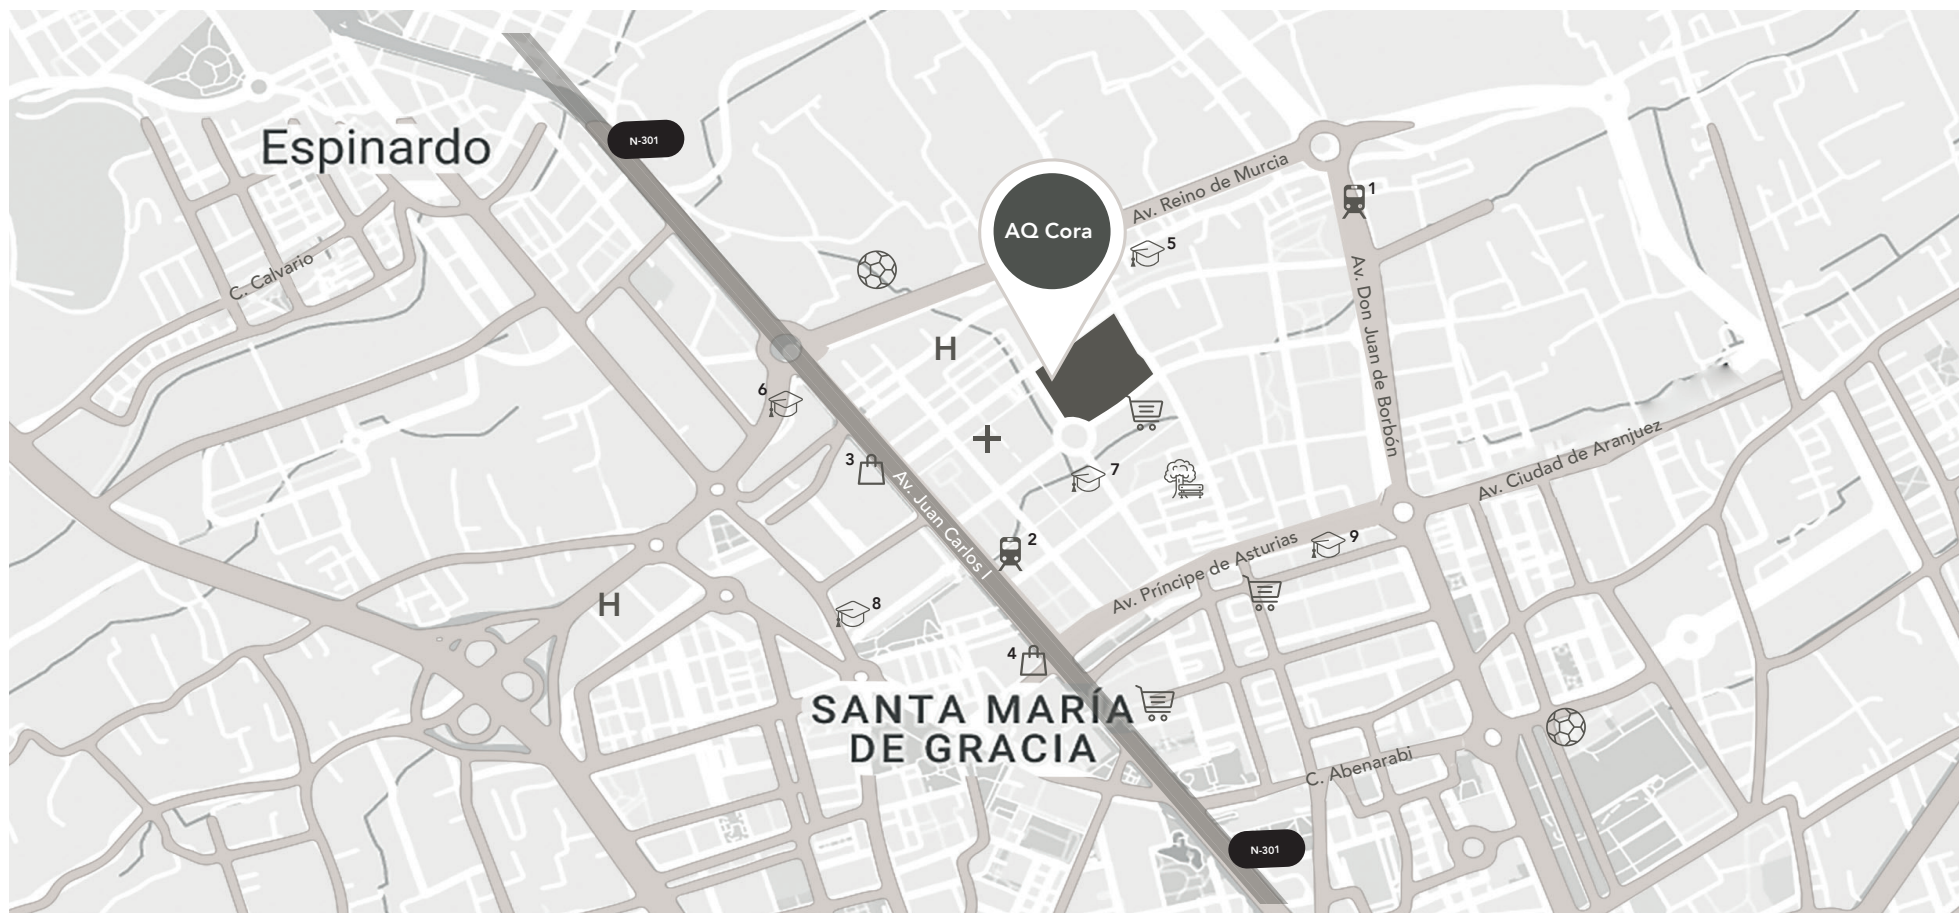 N-301
Espinardo
Av. Reino de Murcia
1
AQ Cora
5
C. Calvario
Av. Don Juan de Borbón
H
6
3
7
Av. Ciudad de Aranjuez
Av. Juan Carlos I
2
9
Av. Príncipe de Asturias
H
8
4
SANTA MARÍA
DE GRACIA
C. Abenarabi
N-301